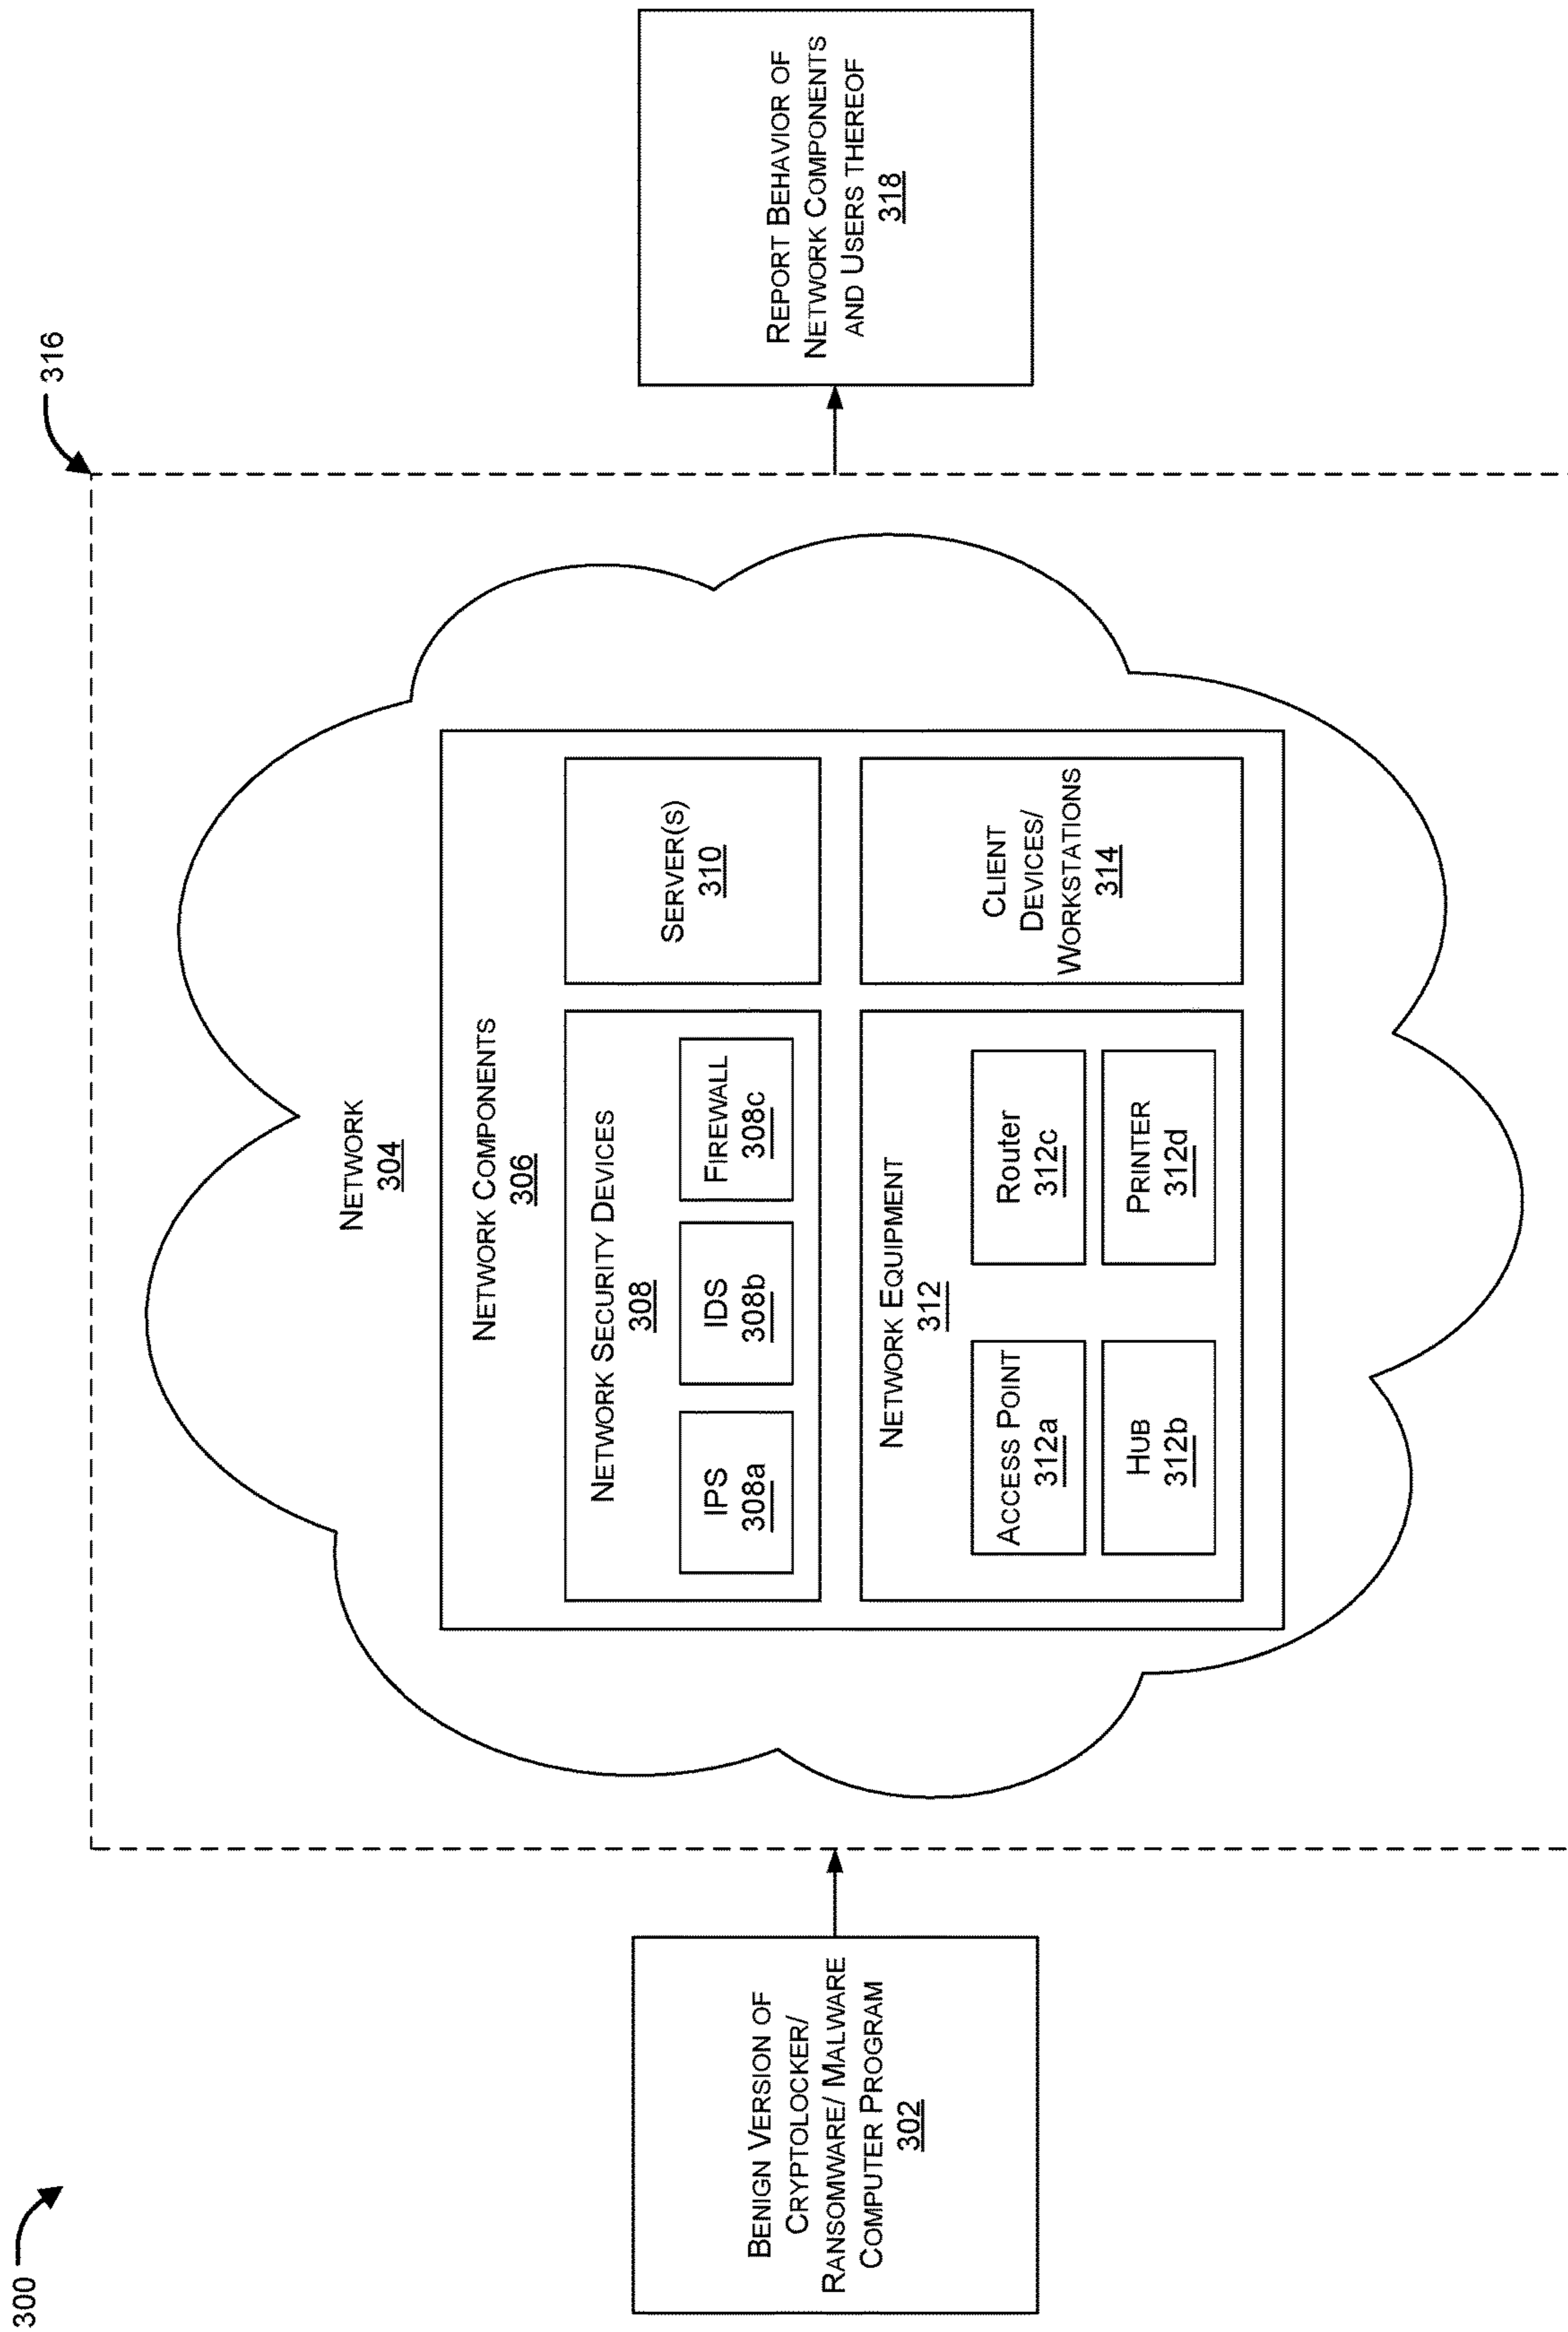 300
316
BENIGN VERSION OF
CRYPTOLOCKER/
RANSOMWARE/ MALWARE
COMPUTER PROGRAM
302
NETWORK
304
NETWORK COMPONENTS
306
NETWORK SECURITY DEVICES
308
IPS
308a
IDS
308b
FIREWALL
308c
SERVER(S)
310
NETWORK EQUIPMENT
312
ACCESS POINT
312a
Router
312c
HUB
312b
PRINTER
312d
CLIENT
DEVICES/
WORKSTATIONS
314
REPORT BEHAVIOR OF
NETWORK COMPONENTS
AND USERS THEREOF
318